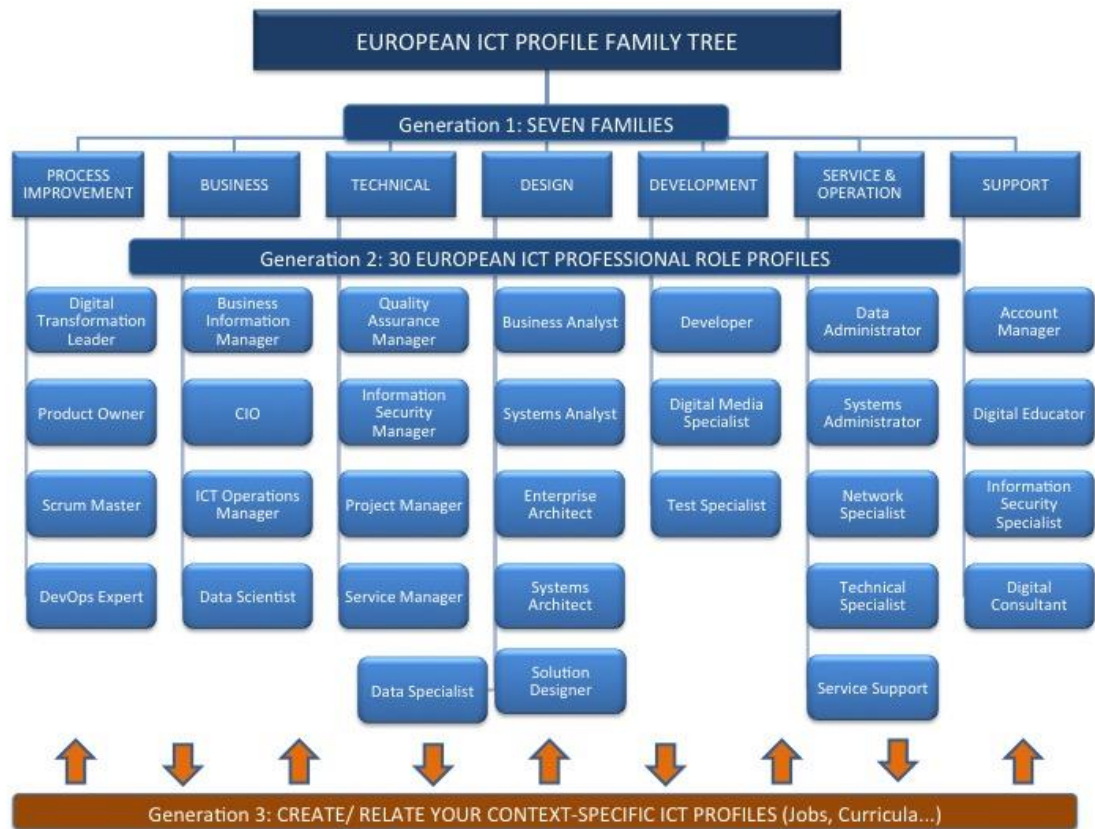 EUROPEAN ICT PROFILE FAMILY TREE
Generation 1: SEVEN FAMILIES
PROCESS
IMPROVEMENT
BUSINESS
TECHNICAL
DESIGN
DEVELOPMENT
SERVICE &
OPERATION
SUPPORT
Generation 2: 30 EUROPEAN ICT PROFESSIONAL ROLE PROFILES
Digital
Transformation
Leader
Business
Information
Manager
Quality
Assurance
Manager
Business Analyst
Developer
Data
Administrator
Account
Manager
Product Owner
CIO
Information
Security
Manager
Systems Analyst
Digital Media
Specialist
Systems
Administrator
Digital Educator
Scrum Master
ICT Operations
Manager
Project Manager
Enterprise
Architect
Test Specialist
Network
Specialist
Information
Security
Specialist
DevOps Expert
Data Scientist
Service Manager
Systems
Architect
Technical
Specialist
Digital
Consultant
Data Specialist
Solution
Designer
Service Support
Generation 3: CREATE/ RELATE YOUR CONTEXT-SPECIFIC ICT PROFILES (Jobs, Curricula...)